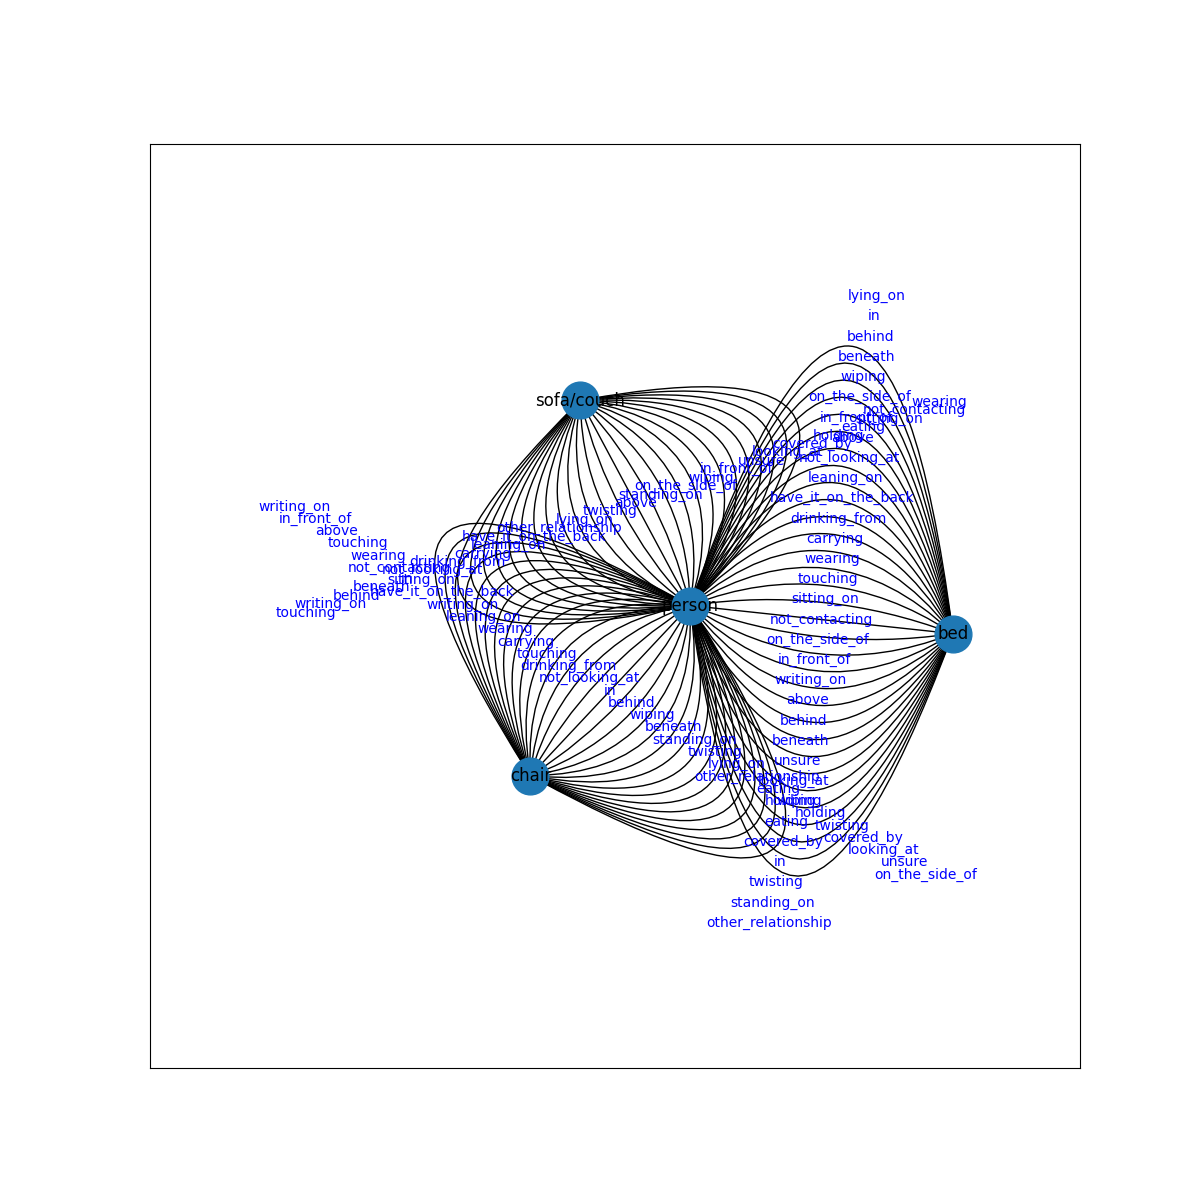 lying_on
in
behind
beneath
wiping
on_the_side_of
sofa/couch
wearing
not_contacting
in_front_of
sitting_on
eating
holding
above
covered_by
looking_at
not_looking_at
unsure
in_front_of
wiping
leaning_on
on_the_side_of
standing_on
have_it_on_the_back
above
writing_on
twisting
in_front_of
lying_on
drinking_from
above
other_relationship
have_it_on_the_back
carrying
touching
leaning_on
wearing
carrying
wearing
drinking_from
not_contacting
not_looking_at
touching
sitting_on
in
beneath
have_it_on_the_back
behind
sitting_on
writing_on
writing_on
person
touching
leaning_on
not_contacting
wearing
bed
carrying
on_the_side_of
touching
in_front_of
drinking_from
not_looking_at
writing_on
in
above
behind
wiping
behind
beneath
standing_on
beneath
twisting
unsure
lying_on
chair
other_relationship
looking_at
eating
holding
wiping
holding
eating
twisting
covered_by
covered_by
looking_at
in
unsure
on_the_side_of
twisting
standing_on
other_relationship